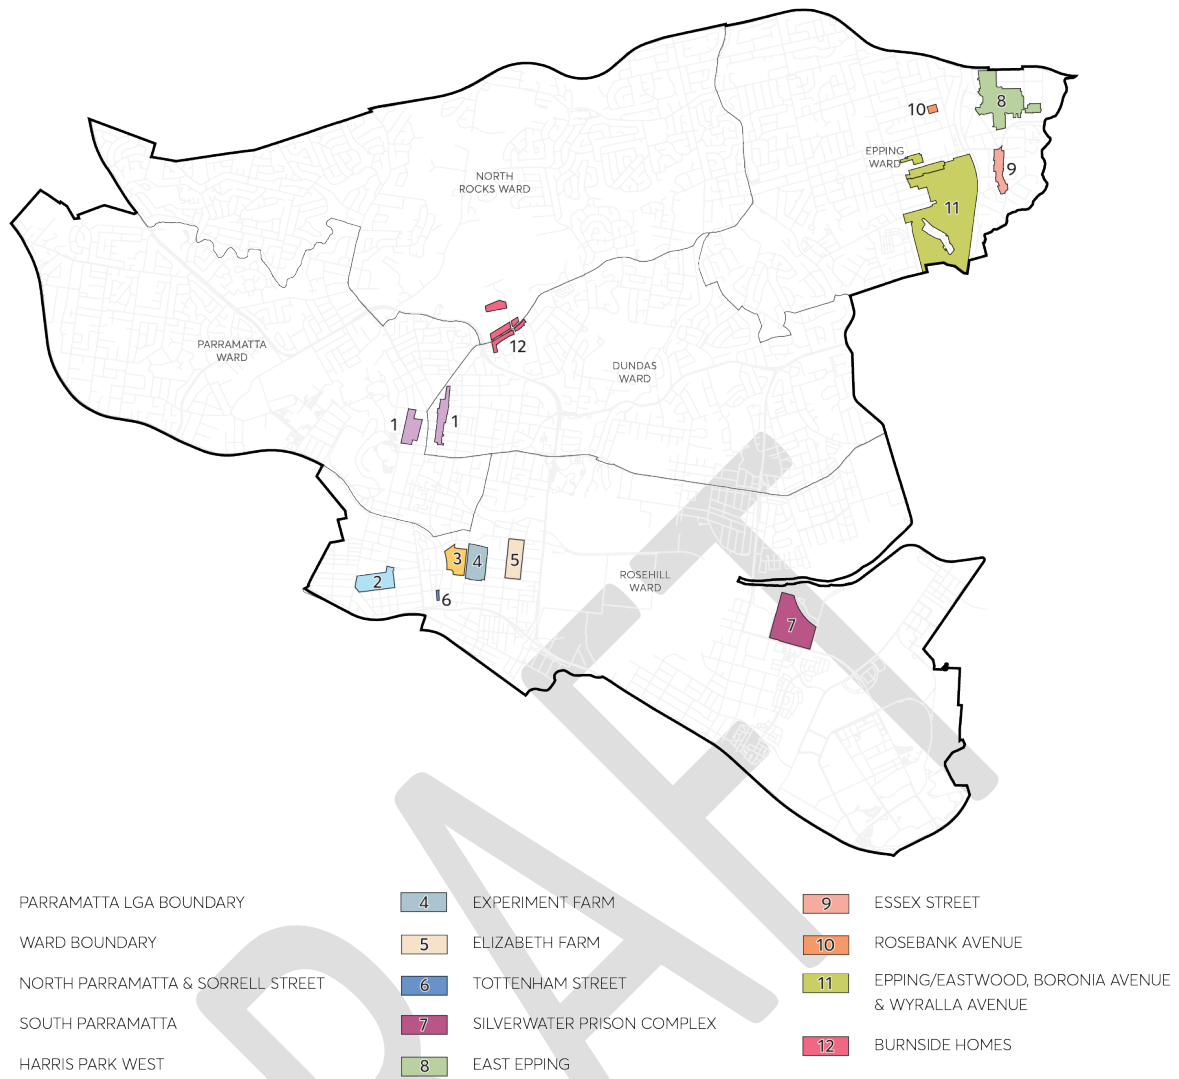 8
10
EPPING
WARD
9
NORTH
ROCKS WARD
11
PARRAMATTA
WARD
12
DUNDAS
WARD
1
1
3
4
5
2
6
ROSEHILL
WARD
7
PARRAMATTA LGA BOUNDARY
WARD BOUNDARY
NORTH PARRAMATTA & SORRELL STREET
SOUTH PARRAMATTA
HARRIS PARK WEST
4 EXPERIMENT FARM
5 ELIZABETH FARM
6 TOTTENHAM STREET
7 SILVERWATER PRISON COMPLEX
8 EAST EPPING
9 ESSEX STREET
10 ROSEBANK AVENUE
11 EPPING/EASTWOOD, BORONIA AVENUE
& WYRALLA AVENUE
12 BURNSIDE HOMES